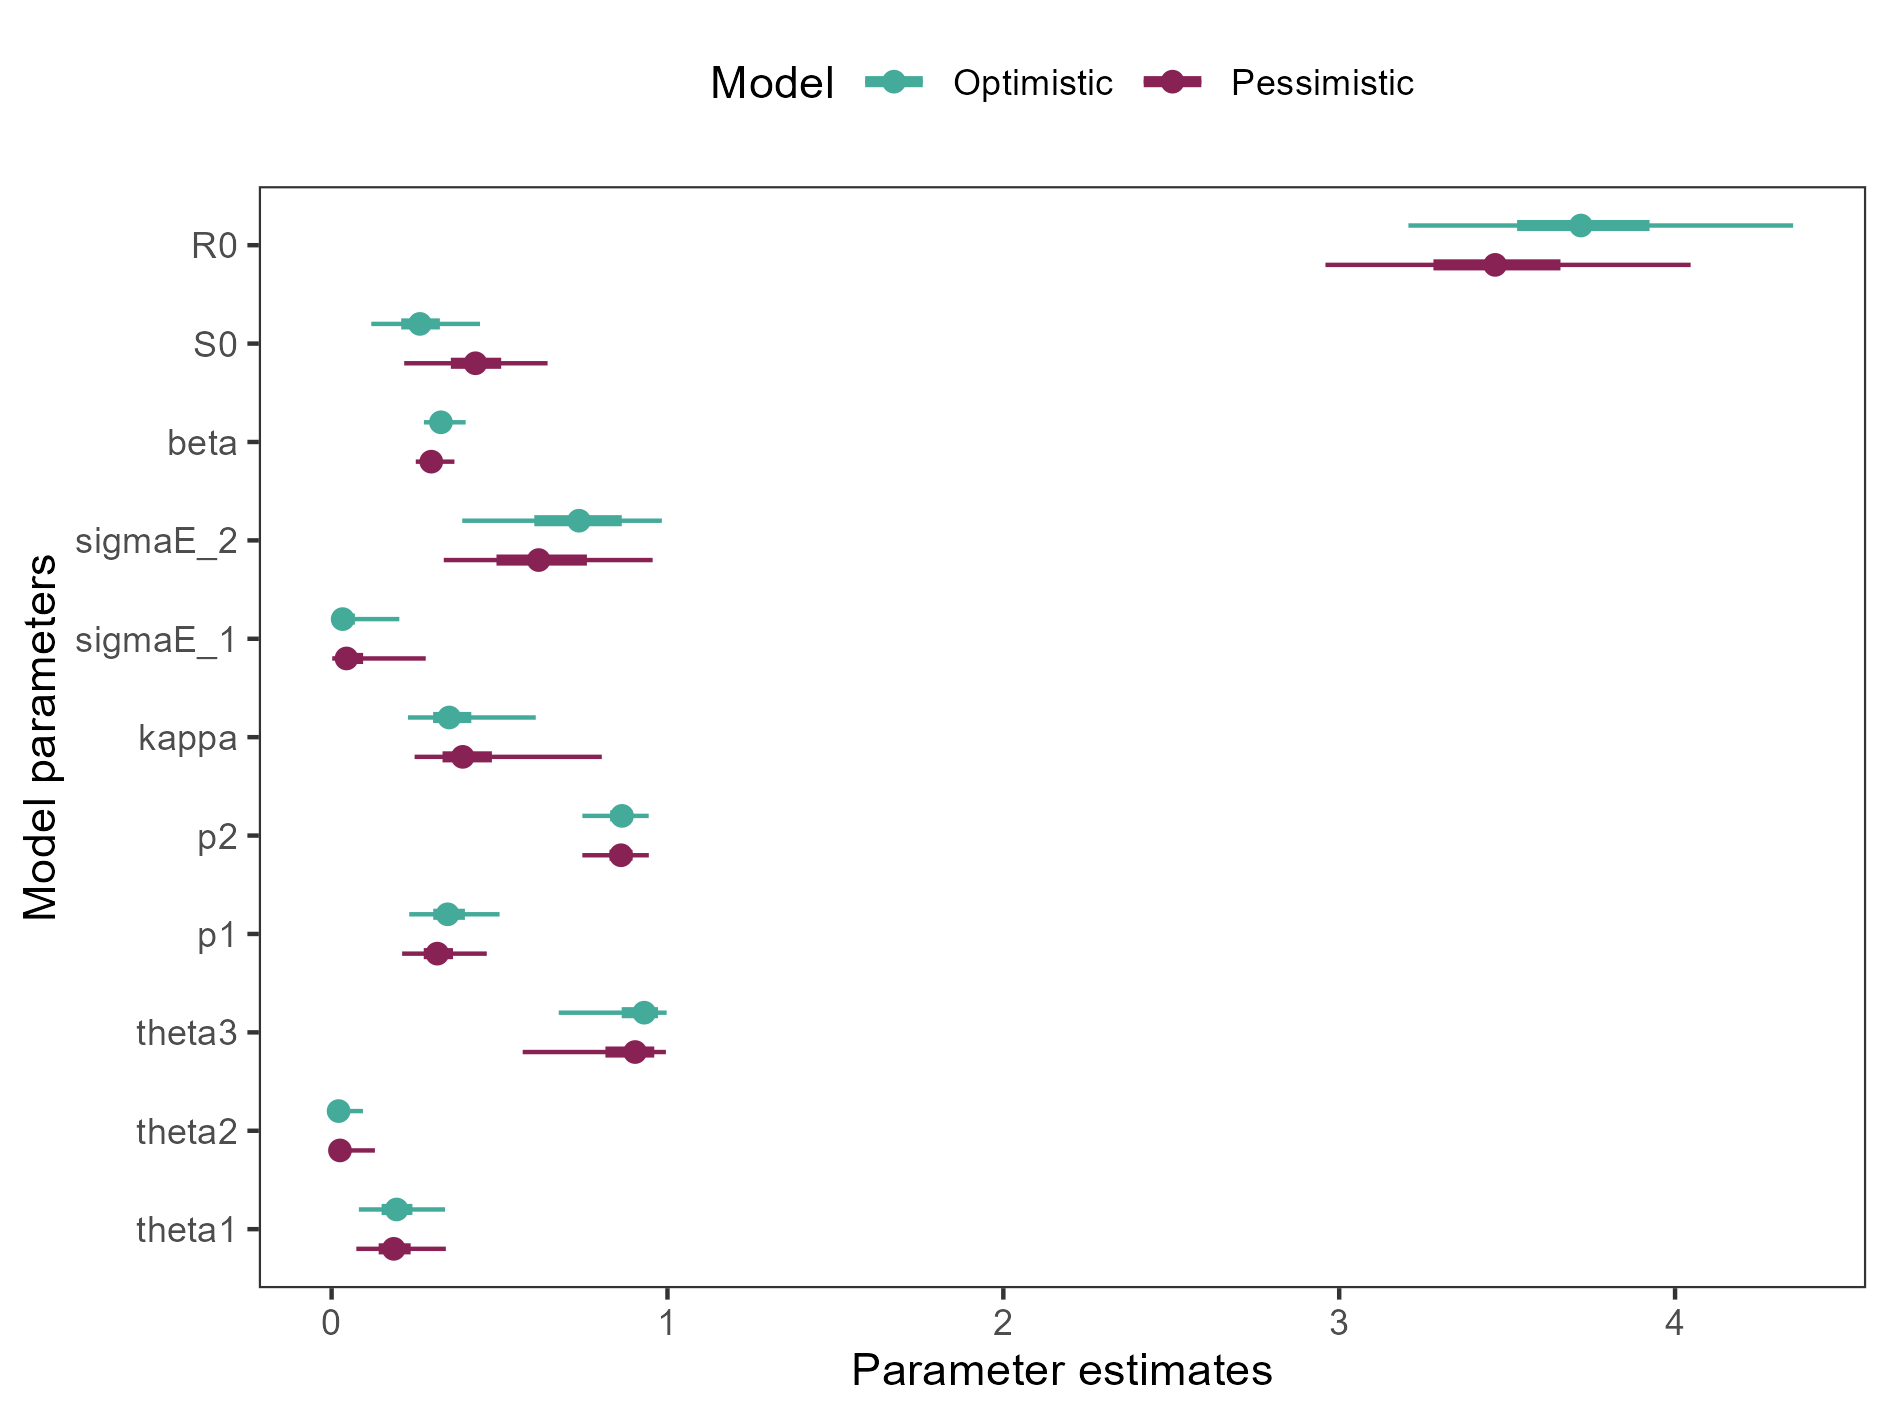 Model Optimistic Pessimistic
R0
S0
beta
sigmaE_2
sigmaE_1
kappa
p2
p1
theta3
theta2
theta1
Model parameters
0 1 2 3 4
Parameter estimates